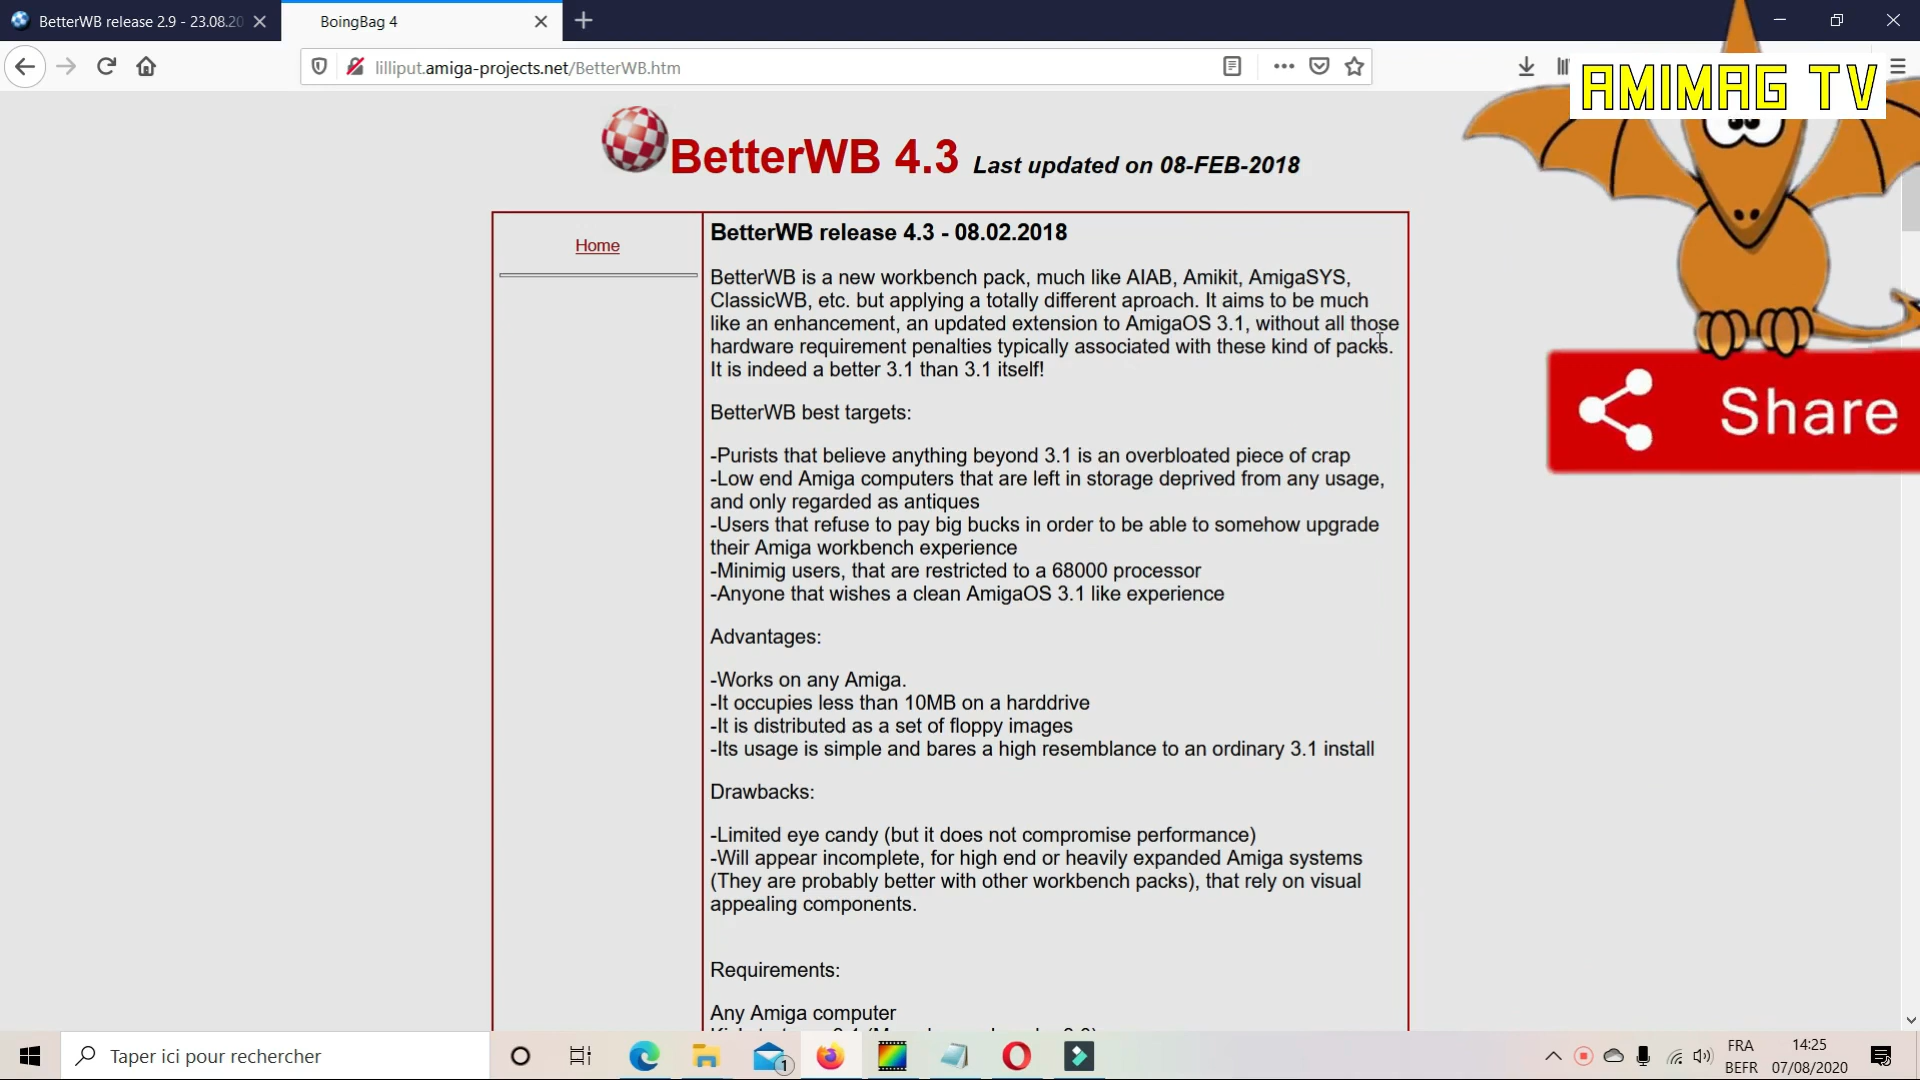 BetterWB release 2.9 - 23.08.20
BoingBag 4
lilliput.amiga-projects.net/BetterWB.htm
AMIMAG TV
BetterWB 4.3 Last updated on 08-FEB-2018
Home
BetterWB release 4.3 - 08.02.2018
BetterWB is a new workbench pack, much like AIAB, Amikit, AmigaSYS,
ClassicWB, etc. but applying a totally different aproach. It aims to be much
like an enhancement, an updated extension to AmigaOS 3.1, without all those
hardware requirement penalties typically associated with these kind of packs.
It is indeed a better 3.1 than 3.1 itself!
Share
BetterWB best targets:
-Purists that believe anything beyond 3.1 is an overbloated piece of crap
-Low end Amiga computers that are left in storage deprived from any usage,
and only regarded as antiques
-Users that refuse to pay big bucks in order to be able to somehow upgrade
their Amiga workbench experience
-Minimig users, that are restricted to a 68000 processor
-Anyone that wishes a clean AmigaOS 3.1 like experience
Advantages:
-Works on any Amiga.
-It occupies less than 10MB on a harddrive
-It is distributed as a set of floppy images
-Its usage is simple and bares a high resemblance to an ordinary 3.1 install
Drawbacks:
-Limited eye candy (but it does not compromise performance)
-Will appear incomplete, for high end or heavily expanded Amiga systems
(They are probably better with other workbench packs), that rely on visual
appealing components.
Requirements:
Any Amiga computer
Taper ici pour rechercher
1
FRA
BEFR
14:25
07/08/2020